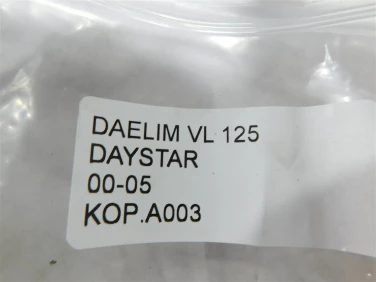 DAELIM VL 125
DAYSTAR
00-05
KOP.A003